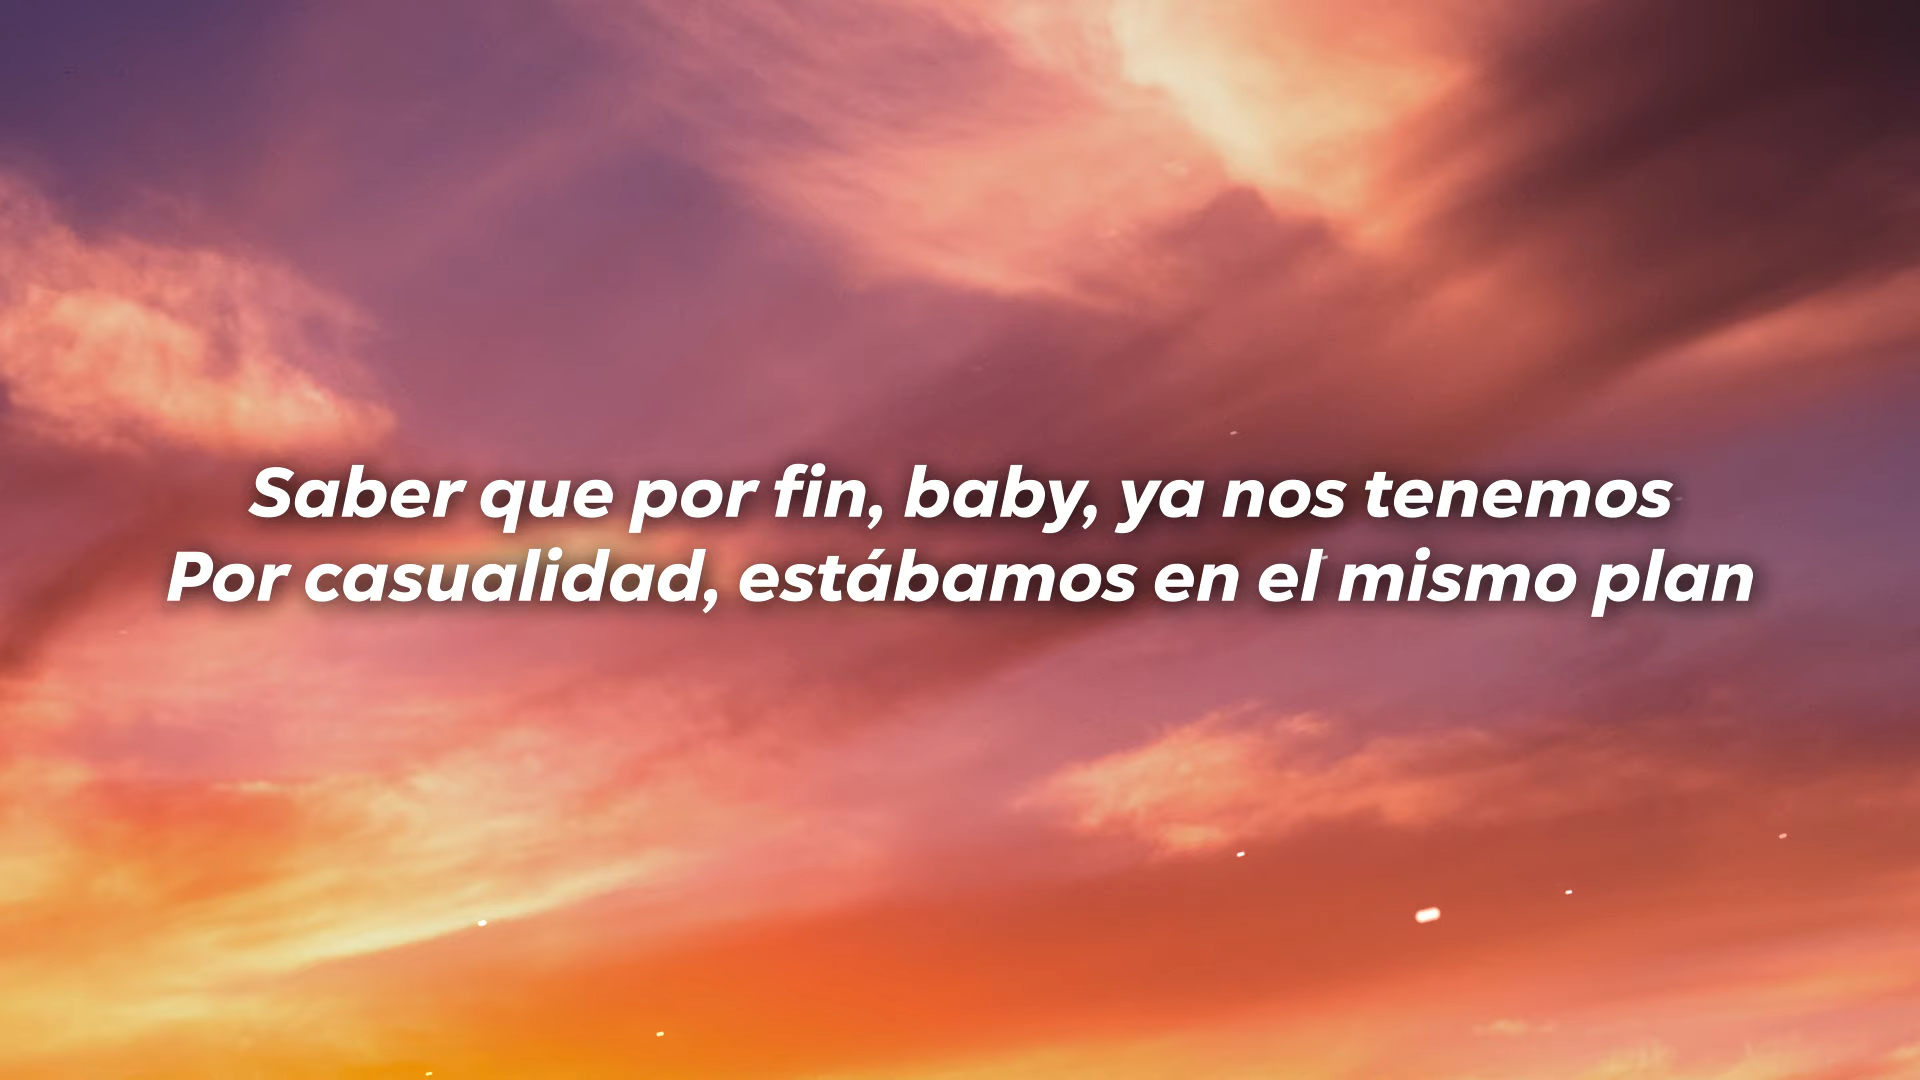 Saber que por fin, baby, ya nos tenemos
Por casualidad, estábamos en el mismo plan